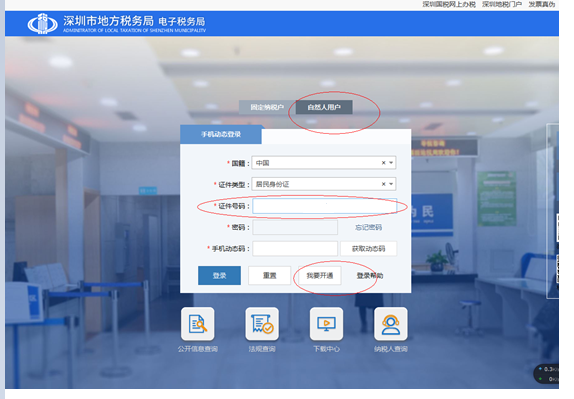 深圳国税网上办税 深圳地税门户 发票真伪
深圳市地方税务局 电子税务局
ADMINISTRATOR OF LOCAL TAXATION OF SHENZHEN MUNICIPALITY
固定纳税户 自然人用户
手机动态登录
* 国籍： 中国
* 证件类型： 居民身份证
* 证件号码：
* 密码： 忘记密码
* 手机动态码： 获取动态码
登录 重置 我要开通 登录帮助
公开信息查询 法规查询 下载中心 纳税人查询